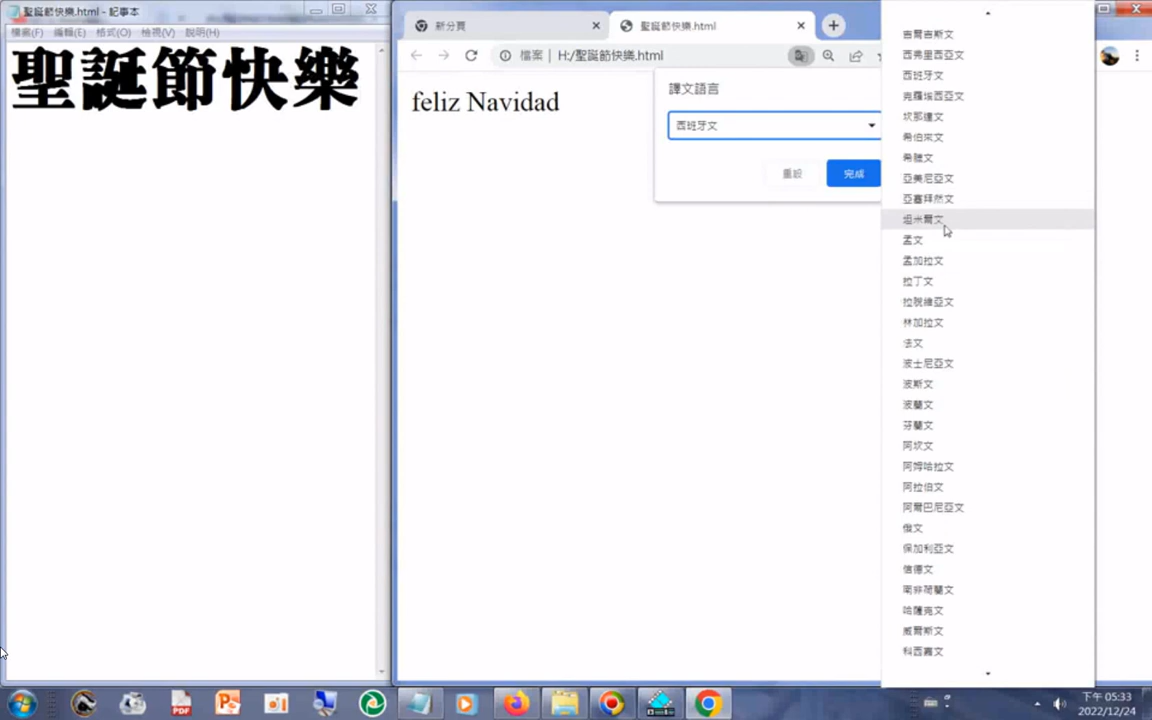 聖誕節快樂.html - 記事本
檔案(F) 編輯(E) 格式(O) 檢視(V) 說明(H)
聖誕節快樂
新分頁
聖誕節快樂.html
檔案 | H:/聖誕節快樂.html
feliz Navidad
譯文語言
西班牙文
重設
完成
吉爾吉斯文
西弗里西亞文
西班牙文
克羅埃西亞文
坎那達文
希伯來文
希臘文
亞美尼亞文
亞塞拜然文
坦米爾文
孟文
孟加拉文
拉丁文
拉脫維亞文
林加拉文
法文
波士尼亞文
波斯文
波蘭文
芬蘭文
阿坎文
阿姆哈拉文
阿拉伯文
阿爾巴尼亞文
俄文
保加利亞文
信德文
南非荷蘭文
哈薩克文
威爾斯文
科西嘉文
PDF
下午 05:33
2022/12/24